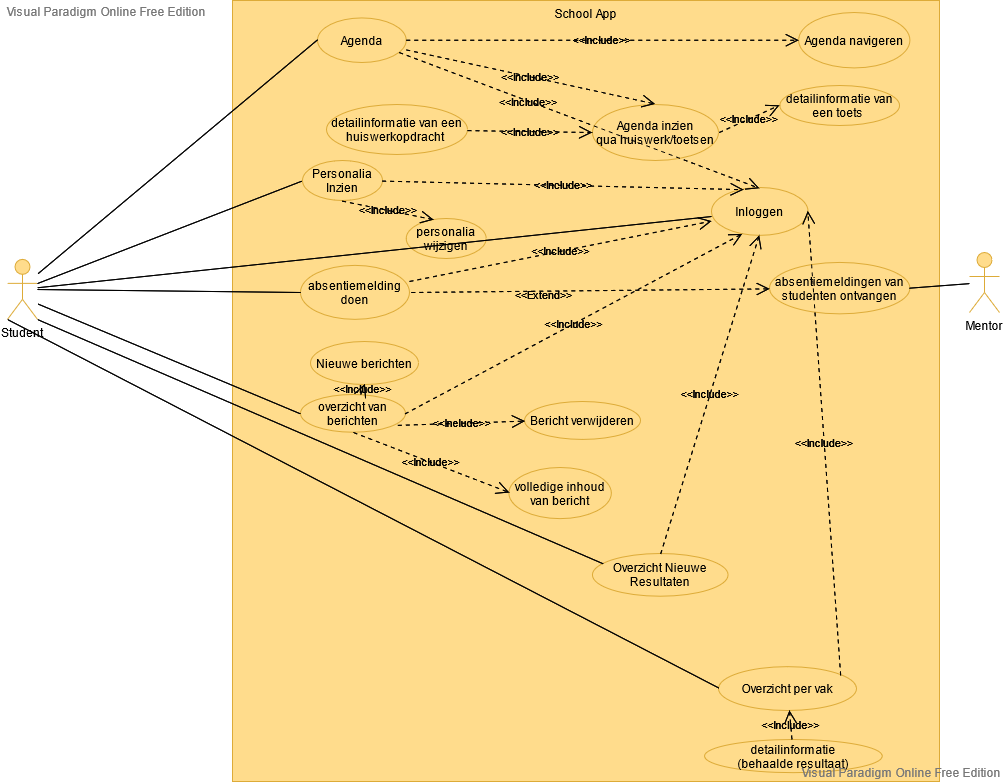 Visual Paradigm Online Free Edition
School App
Agenda
<<Include>>
Agenda navigeren
<<Include>>
<<Include>>
detailinformatie van
een toets
detailinformatie van een
huiswerkopdracht
<<Include>>
Agenda inzien
qua huiswerk/toetsen
<<Include>>
Personalia
Inzien
<<Include>>
<<Include>>
Inloggen
personalia
wijzigen
<<Include>>
absentiemelding
doen
<<Extend>>
absentiemeldingen van
studenten ontvangen
Student
Mentor
<<Include>>
Nieuwe berichten
<<Include>>
overzicht van
berichten
<<Include>>
Bericht verwijderen
<<Include>>
<<Include>>
<<Include>>
volledige inhoud
van bericht
Overzicht Nieuwe
Resultaten
Overzicht per vak
<<Include>>
detailinformatie
(behaalde resultaat)
Visual Paradigm Online Free Edition